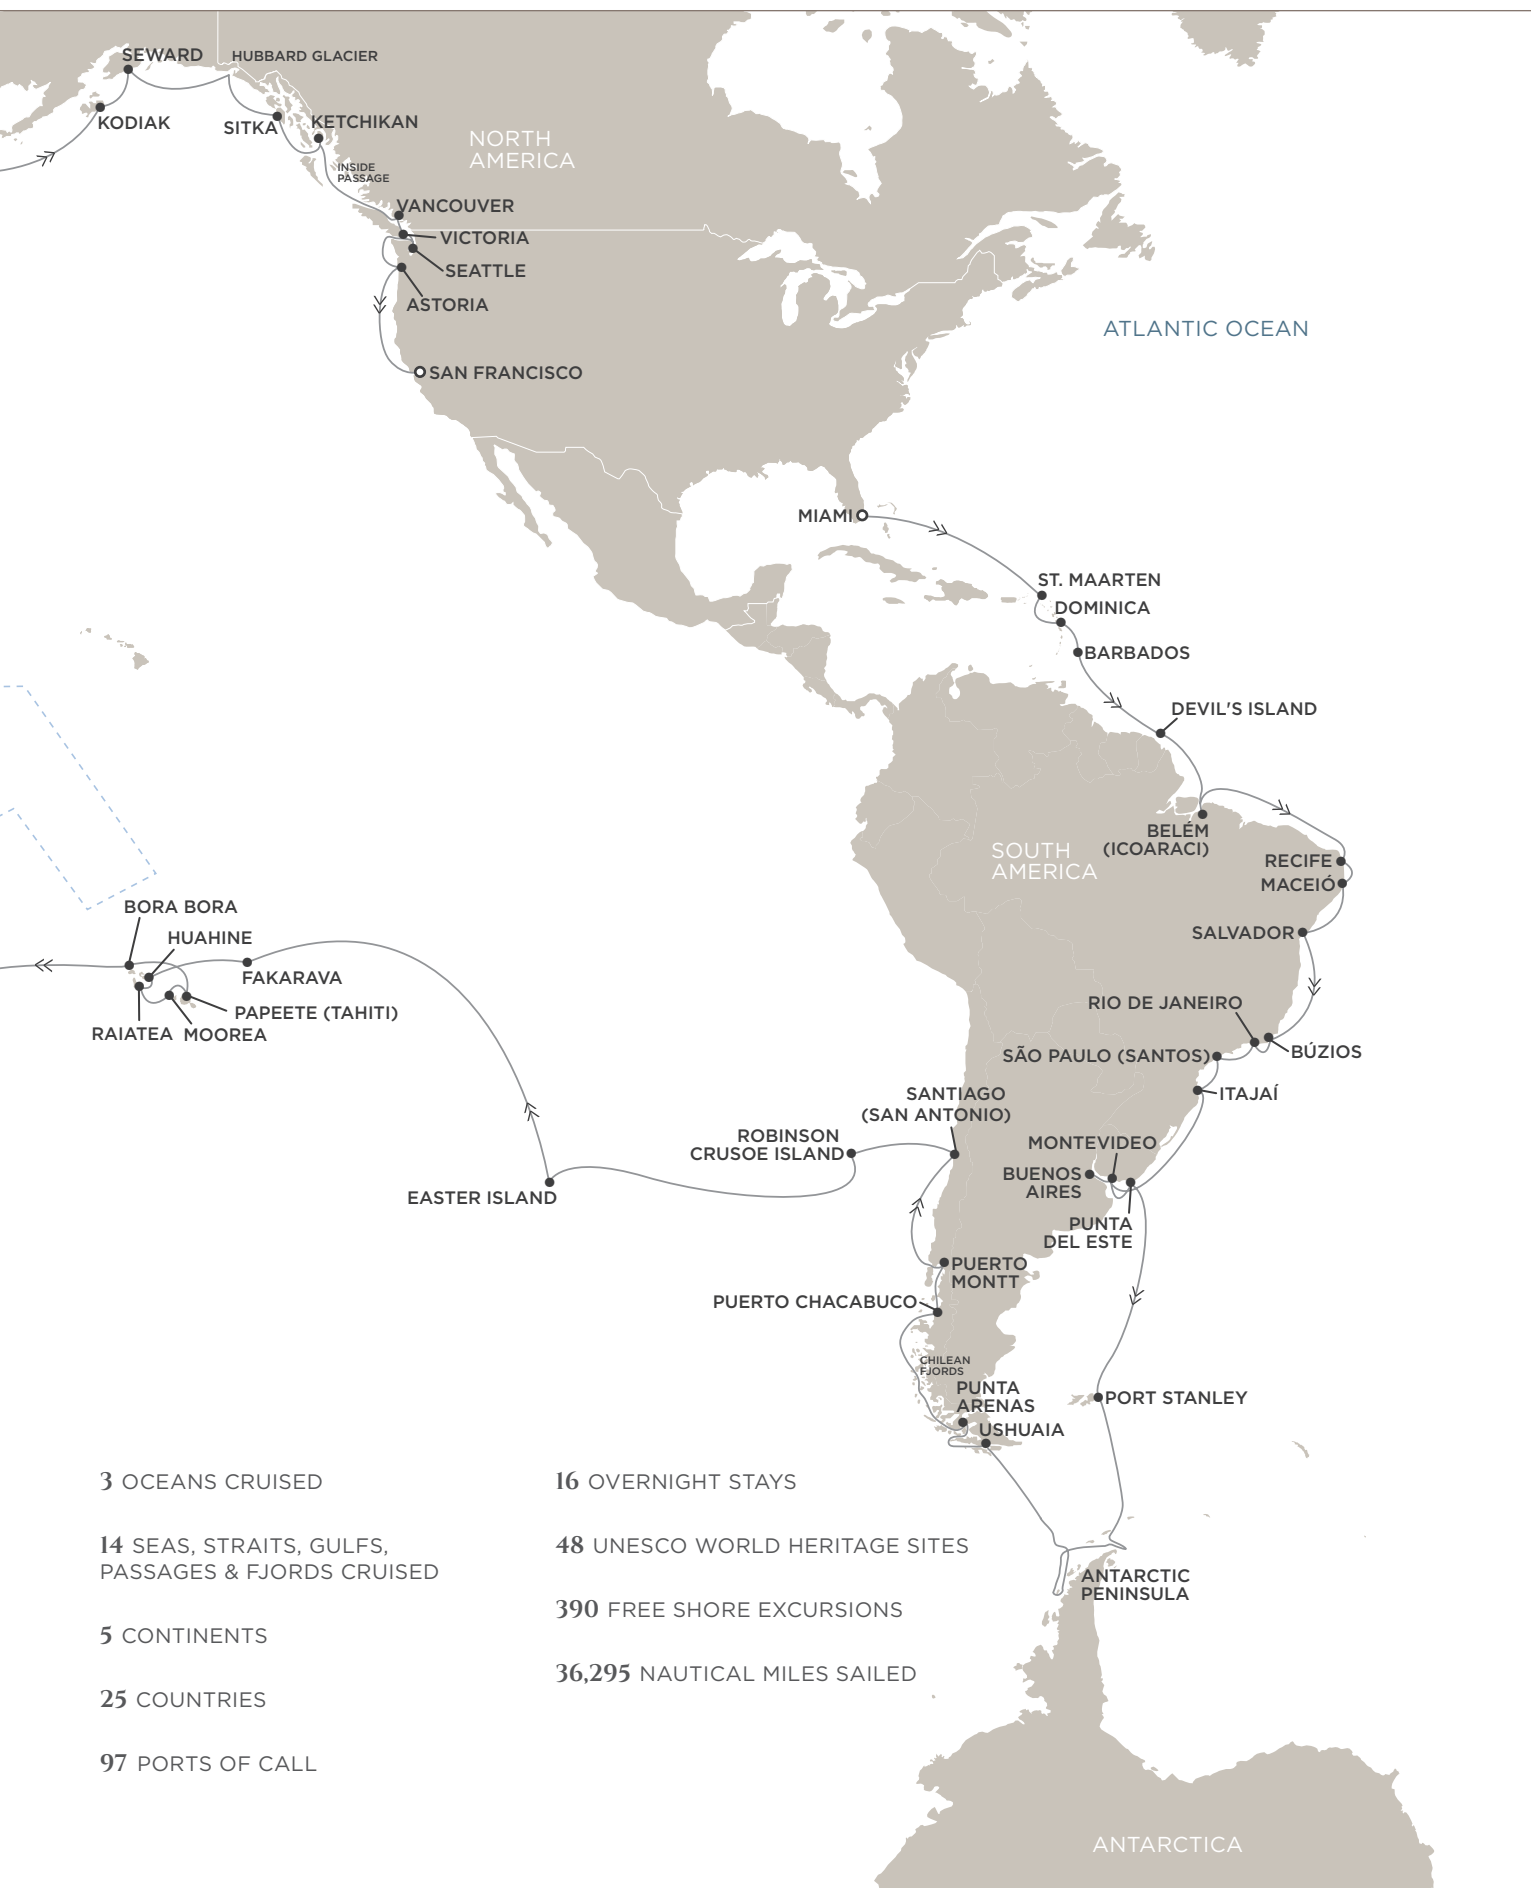 SEWARD
HUBBARD GLACIER
KODIAK
SITKA
KETCHIKAN
NORTH
AMERICA
INSIDE
PASSAGE
VANCOUVER
VICTORIA
SEATTLE
ASTORIA
ATLANTIC OCEAN
SAN FRANCISCO
MIAMI
ST. MAARTEN
DOMINICA
BARBADOS
DEVIL'S ISLAND
BELÉM
(ICOARACI)
SOUTH
AMERICA
RECIFE
MACEIÓ
SALVADOR
BORA BORA
HUAHINE
FAKARAVA
PAPEETE (TAHITI)
RAIATEA
MOOREA
RIO DE JANEIRO
BÚZIOS
SÃO PAULO (SANTOS)
ITAJAÍ
SANTIAGO
(SAN ANTONIO)
ROBINSON
CRUSOE ISLAND
MONTEVIDEO
BUENOS
AIRES
EASTER ISLAND
PUNTA
DEL ESTE
PUERTO
MONTT
PUERTO CHACABUCO
CHILEAN
FJORDS
PUNTA
ARENAS
PORT STANLEY
USHUAIA
ANTARCTIC
PENINSULA
3 OCEANS CRUISED
14 SEAS, STRAITS, GULFS,
PASSAGES & FJORDS CRUISED
5 CONTINENTS
25 COUNTRIES
97 PORTS OF CALL
16 OVERNIGHT STAYS
48 UNESCO WORLD HERITAGE SITES
390 FREE SHORE EXCURSIONS
36,295 NAUTICAL MILES SAILED
ANTARCTICA